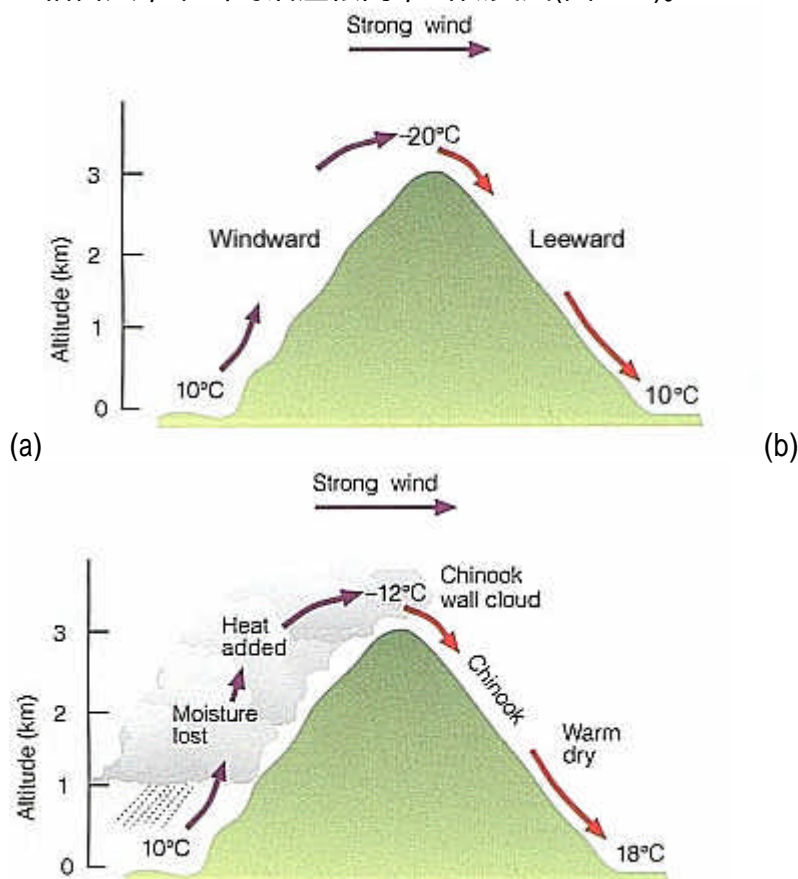 Strong wind
-20°C
3
Windward
Leeward
2
Altitude (km)
1
10°C
10°C
0
(a)
(b)
Strong wind
-12°C
Chinook
wall cloud
Heat
added
3
Chinook
Moisture
lost
2
Warm
dry
Altitude (km)
1
10°C
18°C
0